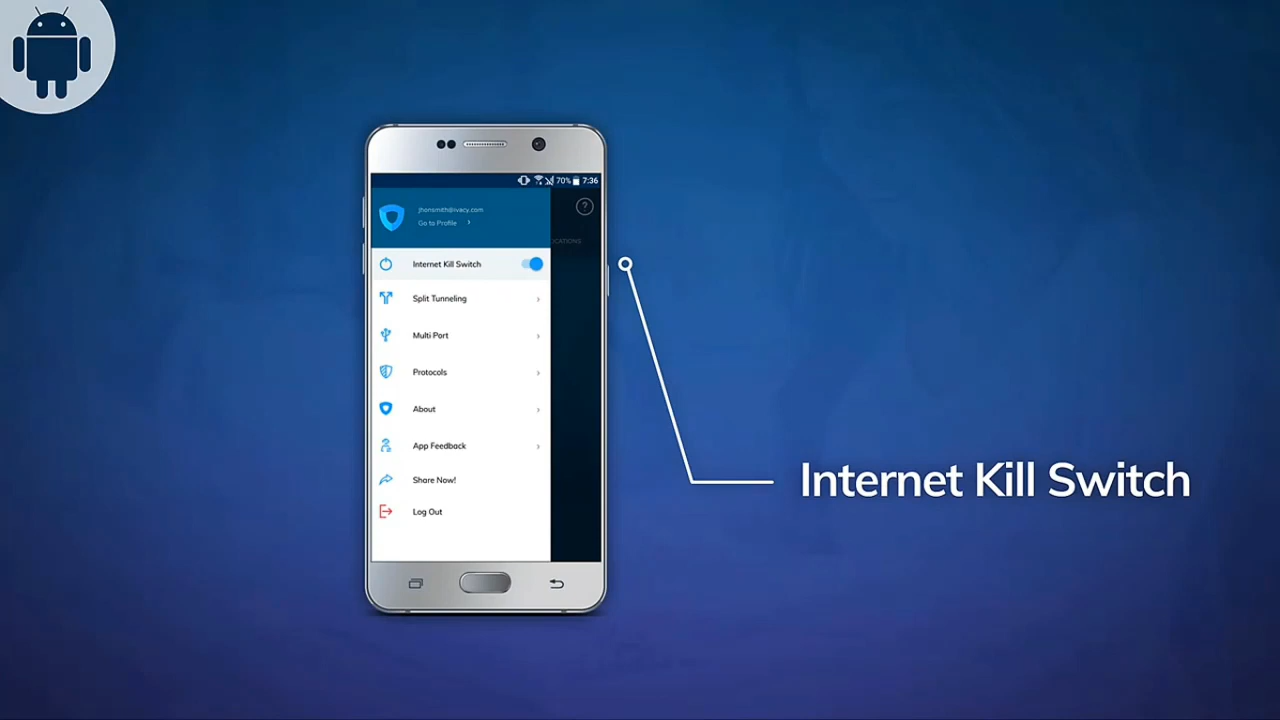 70% 7:36
jhonsmith@ivacy.com
Go to Profile
?
OCATIONS
Internet Kill Switch
Split Tunneling
Multi Port
Protocols
About
App Feedback
Share Now!
Log Out
Internet Kill Switch